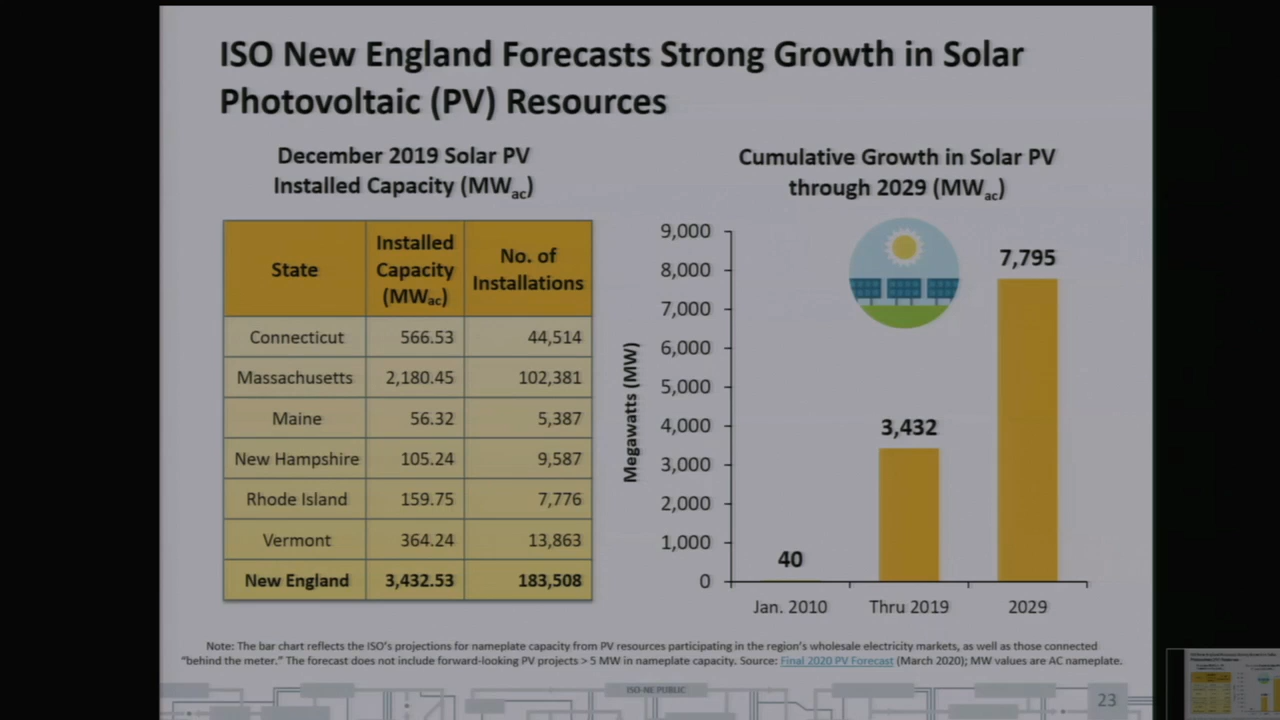 ISO New England Forecasts Strong Growth in Solar
Photovoltaic (PV) Resources
December 2019 Solar PV
Installed Capacity (MWac)
State Installed Capacity (MWac) No. of Installations
Connecticut 566.53 44,514
Massachusetts 2,180.45 102,381
Maine 56.32 5,387
New Hampshire 105.24 9,587
Rhode Island 159.75 7,776
Vermont 364.24 13,863
New England 3,432.53 183,508
Cumulative Growth in Solar PV
through 2029 (MWac)
Megawatts (MW)
9,000
8,000
7,000
6,000
5,000
4,000
3,000
2,000
1,000
0
40
3,432
7,795
Jan. 2010 Thru 2019 2029
Note: The bar chart reflects the ISO's projections for nameplate capacity from PV resources participating in the region's wholesale electricity markets, as well as those connected
"behind the meter." The forecast does not include forward-looking PV projects > 5 MW in nameplate capacity. Source: Final 2020 PV Forecast (March 2020); MW values are AC nameplate.
ISO-NE PUBLIC
23